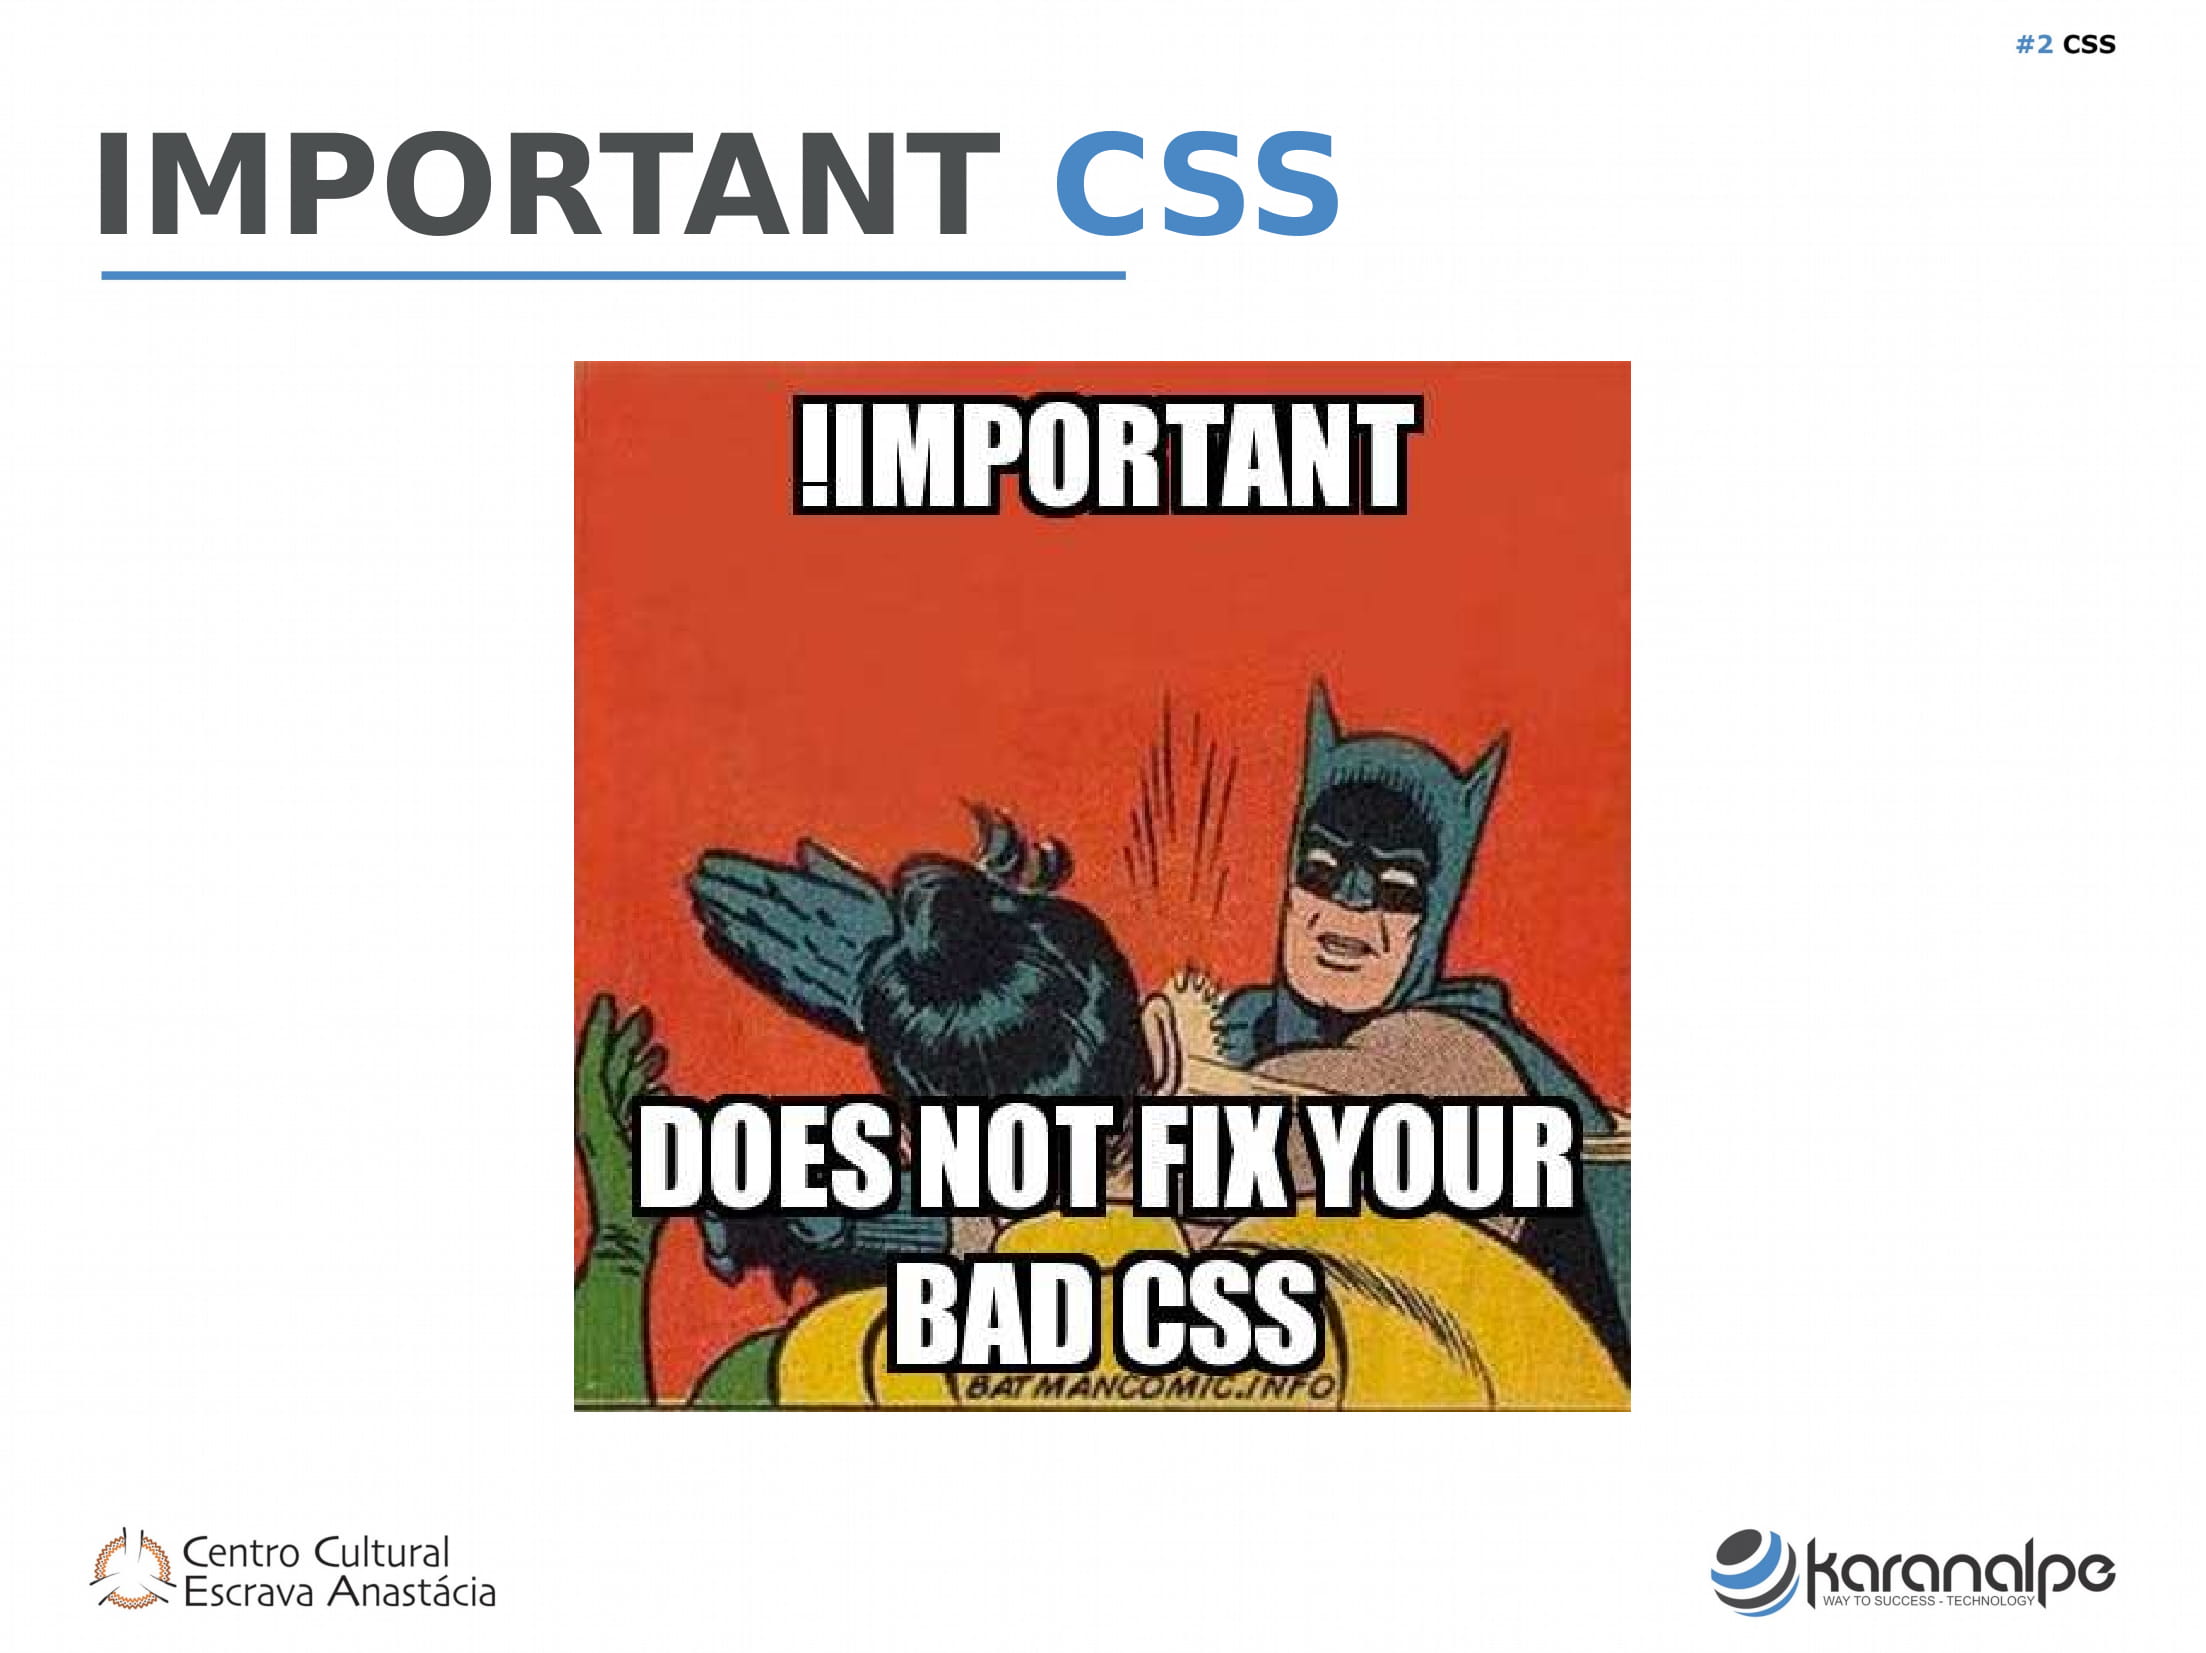 #2 CSS
IMPORTANT CSS
!IMPORTANT
DOES NOT FIX YOUR
BAD CSS
BATMANCOMIC.INFO
Centro Cultural
Escrava Anastácia
karanalpe
WAY TO SUCCESS - TECHNOLOGY